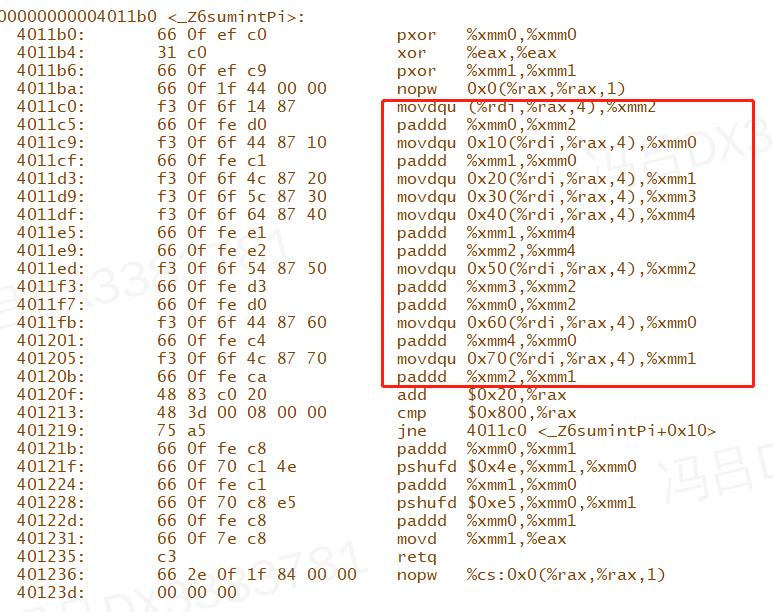 00000000004011b0 <_Z6sumintPi>:
4011b0: 66 0f ef c0 pxor %xmm0,%xmm0
4011b4: 31 c0 xor %eax,%eax
4011b6: 66 0f ef c9 pxor %xmm1,%xmm1
4011ba: 66 0f 1f 44 00 00 nopw 0x0(%rax,%rax,1)
4011c0: f3 0f 6f 14 87 movdqu (%rdi,%rax,4),%xmm2
4011c5: 66 0f fe d0 paddd %xmm0,%xmm2
4011c9: f3 0f 6f 44 87 10 movdqu 0x10(%rdi,%rax,4),%xmm0
4011cf: 66 0f fe c1 paddd %xmm1,%xmm0
4011d3: f3 0f 6f 4c 87 20 movdqu 0x20(%rdi,%rax,4),%xmm1
4011d9: f3 0f 6f 5c 87 30 movdqu 0x30(%rdi,%rax,4),%xmm3
4011df: f3 0f 6f 64 87 40 movdqu 0x40(%rdi,%rax,4),%xmm4
4011e5: 66 0f fe e1 paddd %xmm1,%xmm4
4011e9: 66 0f fe e2 paddd %xmm2,%xmm4
4011ed: f3 0f 6f 54 87 50 movdqu 0x50(%rdi,%rax,4),%xmm2
4011f3: 66 0f fe d3 paddd %xmm3,%xmm2
4011f7: 66 0f fe d0 paddd %xmm0,%xmm2
4011fb: f3 0f 6f 44 87 60 movdqu 0x60(%rdi,%rax,4),%xmm0
401201: 66 0f fe c4 paddd %xmm4,%xmm0
401205: f3 0f 6f 4c 87 70 movdqu 0x70(%rdi,%rax,4),%xmm1
40120b: 66 0f fe ca paddd %xmm2,%xmm1
40120f: 48 83 c0 20 add $0x20,%rax
401213: 48 3d 00 08 00 00 cmp $0x800,%rax
401219: 75 a5 jne 4011c0 <_Z6sumintPi+0x10>
40121b: 66 0f fe c8 paddd %xmm0,%xmm1
40121f: 66 0f 70 c1 4e pshufd $0x4e,%xmm1,%xmm0
401224: 66 0f fe c1 paddd %xmm1,%xmm0
401228: 66 0f 70 c8 e5 pshufd $0xe5,%xmm0,%xmm1
40122d: 66 0f fe c8 paddd %xmm0,%xmm1
401231: 66 0f 7e c8 movd %xmm1,%eax
401235: c3 retq
401236: 66 2e 0f 1f 84 00 00 nopw %cs:0x0(%rax,%rax,1)
40123d: 00 00 00